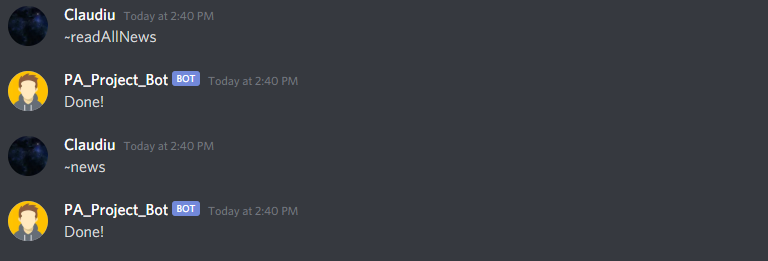 Claudiu Today at 2:40 PM
~readAllNews
PA_Project_Bot BOT Today at 2:40 PM
Done!
Claudiu Today at 2:40 PM
~news
PA_Project_Bot BOT Today at 2:40 PM
Done!